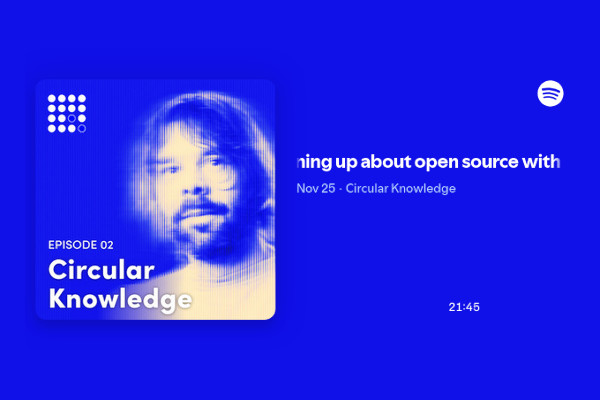 EPISODE 02
Circular
Knowledge
ning up about open source with
Nov 25 · Circular Knowledge
21:45